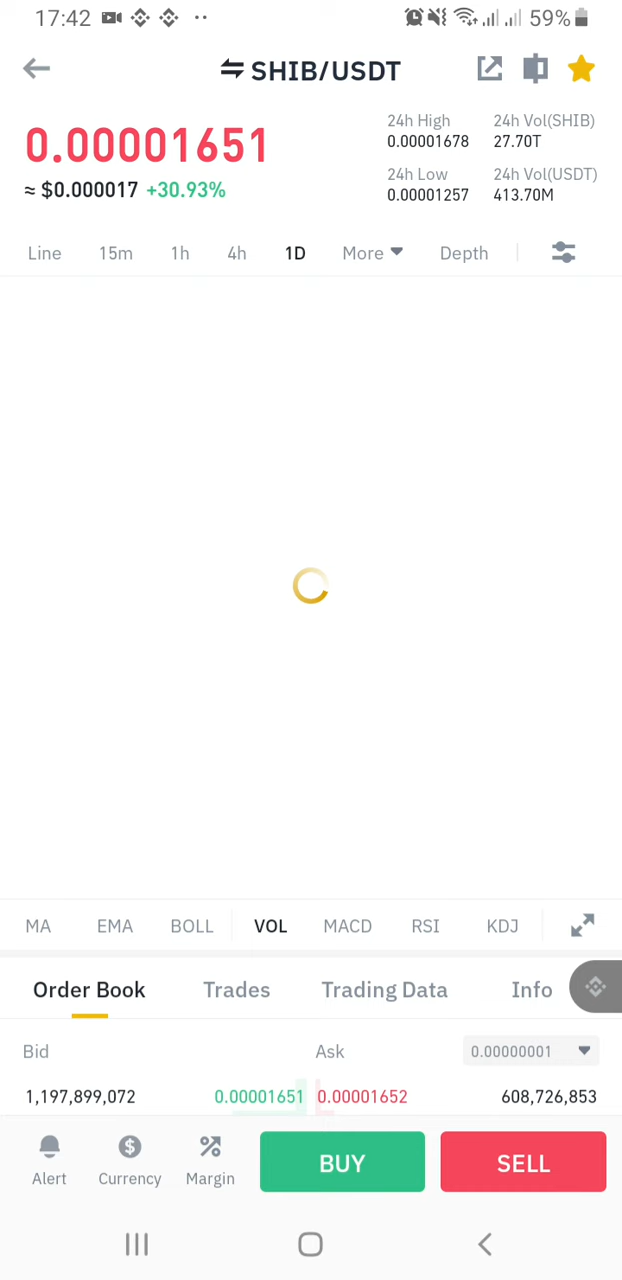 17:42 59%
SHIB/USDT
0.00001651
≈ $0.000017 +30.93%
24h High 24h Vol(SHIB)
0.00001678 27.70T
24h Low 24h Vol(USDT)
0.00001257 413.70M
Line 15m 1h 4h 1D More Depth
MA EMA BOLL VOL MACD RSI KDJ
Order Book Trades Trading Data Info
Bid Ask 0.00000001
1,197,899,072 0.00001651 0.00001652 608,726,853
Alert Currency Margin BUY SELL